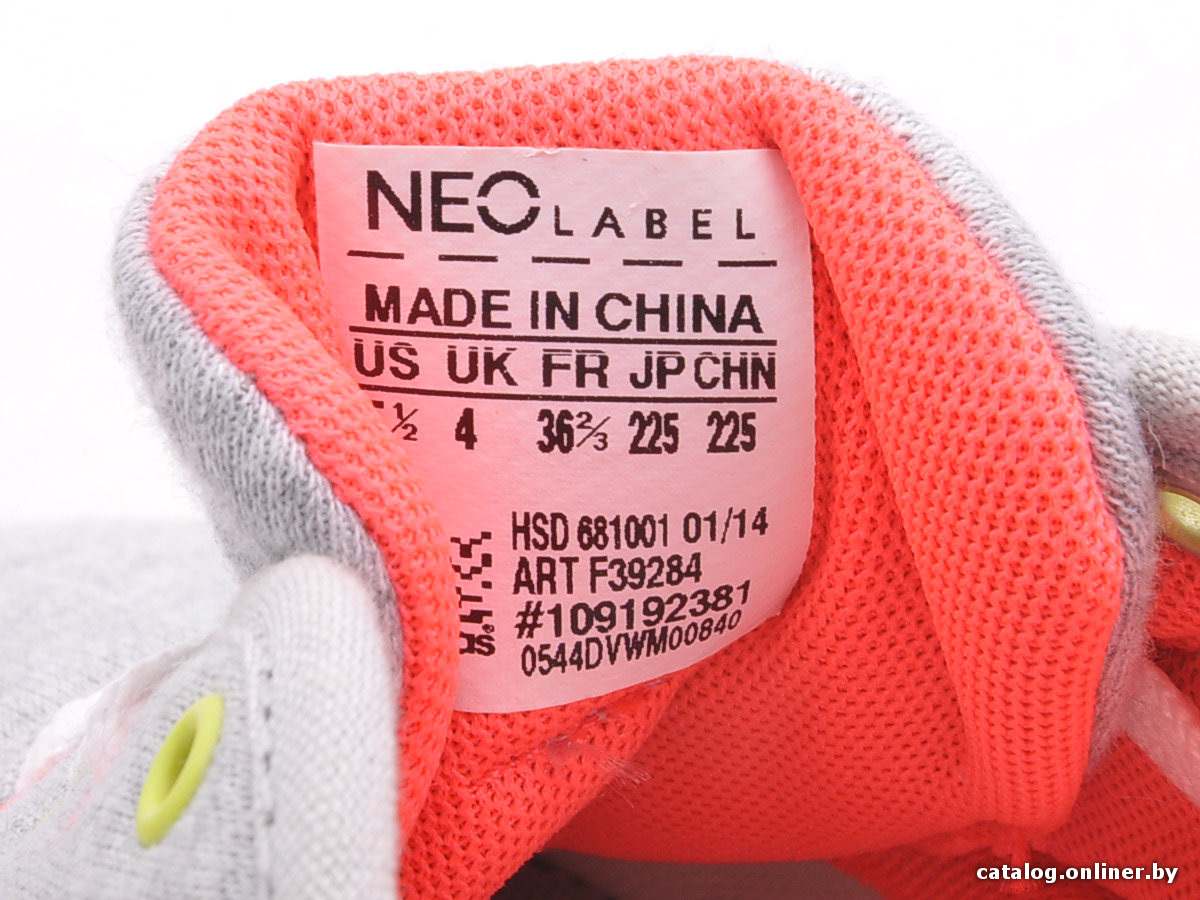 NEO LABEL
MADE IN CHINA
US UK FR JP CHN
½ 4 36⅔ 225 225
HSD 681001 01/14
ART F39284
#109192381
0544DVWM00840
catalog.onliner.by